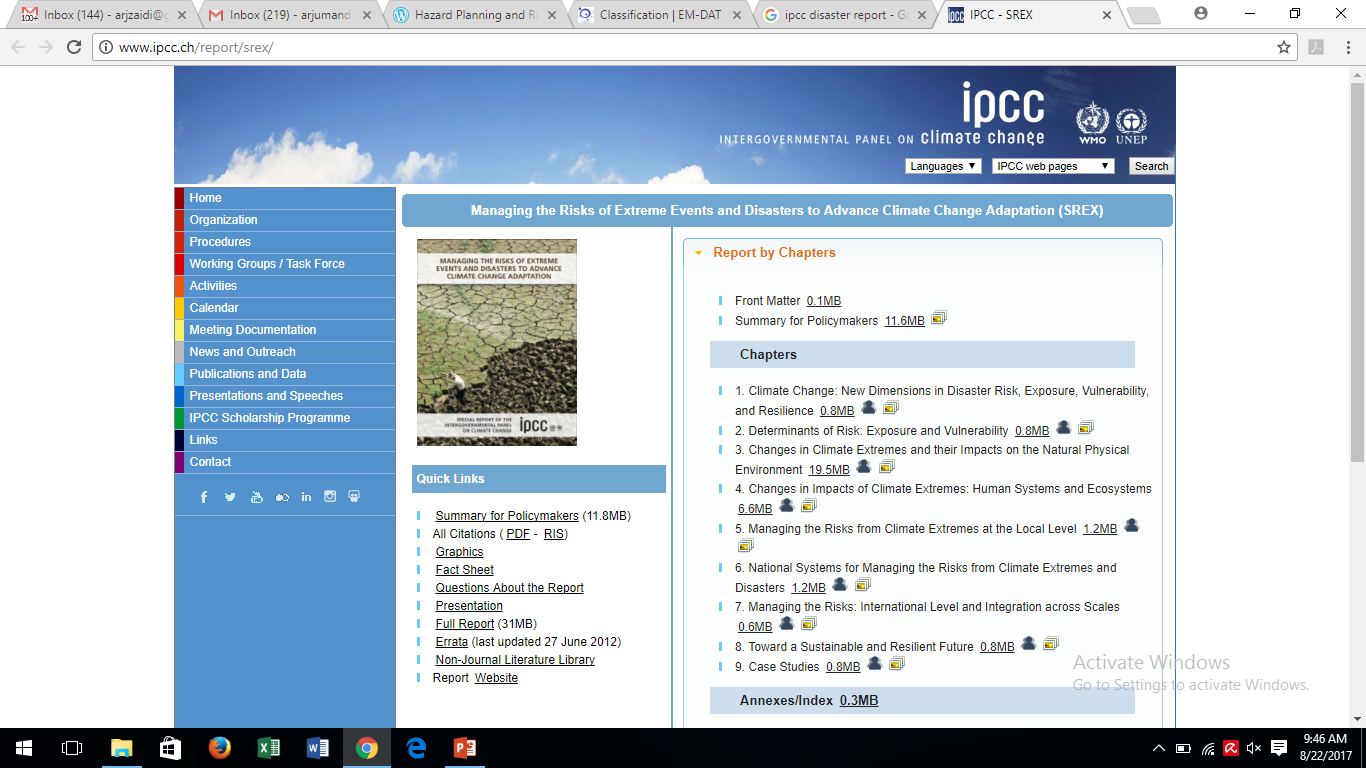 Inbox (144) - arjzaidi@g
Inbox (219) - arjumand.
Hazard Planning and R
Classification | EM-DAT
ipcc disaster report - G
IPCC - SREX
www.ipcc.ch/report/srex/
ipcc
INTERGOVERNMENTAL PANEL ON climate change
WMO UNEP
Languages ▼ IPCC web pages ▼ Search
Home
Organization
Procedures
Working Groups / Task Force
Activities
Calendar
Meeting Documentation
News and Outreach
Publications and Data
Presentations and Speeches
IPCC Scholarship Programme
Links
Contact
Managing the Risks of Extreme Events and Disasters to Advance Climate Change Adaptation (SREX)
MANAGING THE RISKS OF EXTREME
EVENTS AND DISASTERS TO ADVANCE
CLIMATE CHANGE ADAPTATION
SPECIAL REPORT OF THE
INTERGOVERNMENTAL PANEL
ON CLIMATE CHANGE
ipcc
Quick Links
Summary for Policymakers (11.8MB)
All Citations ( PDF - RIS)
Graphics
Fact Sheet
Questions About the Report
Presentation
Full Report (31MB)
Errata (last updated 27 June 2012)
Non-Journal Literature Library
Report Website
Report by Chapters
Front Matter 0.1MB
Summary for Policymakers 11.6MB
Chapters
1. Climate Change: New Dimensions in Disaster Risk, Exposure, Vulnerability,
and Resilience 0.8MB
2. Determinants of Risk: Exposure and Vulnerability 0.8MB
3. Changes in Climate Extremes and their Impacts on the Natural Physical
Environment 19.5MB
4. Changes in Impacts of Climate Extremes: Human Systems and Ecosystems
6.6MB
5. Managing the Risks from Climate Extremes at the Local Level 1.2MB
6. National Systems for Managing the Risks from Climate Extremes and
Disasters 1.2MB
7. Managing the Risks: International Level and Integration across Scales
0.6MB
8. Toward a Sustainable and Resilient Future 0.8MB
9. Case Studies 0.8MB
Annexes/Index 0.3MB
Activate Windows
Go to Settings to activate Windows.
9:46 AM
8/22/2017